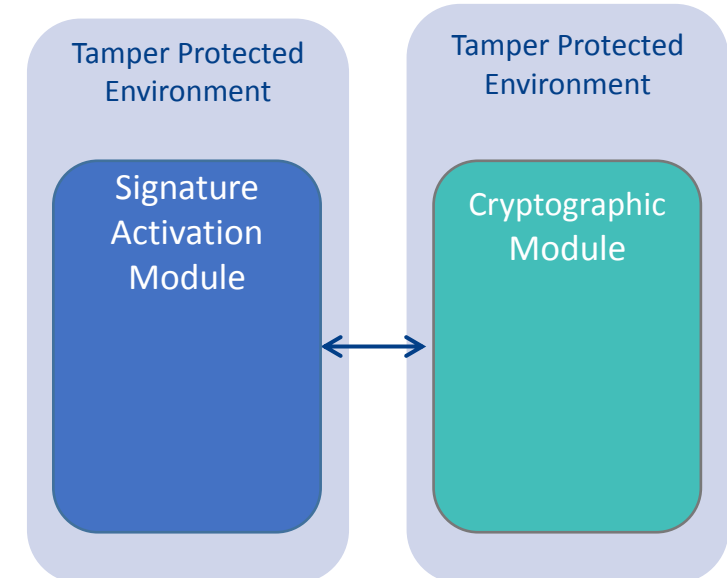 Tamper Protected
Environment
Signature
Activation
Module
Tamper Protected
Environment
Cryptographic
Module